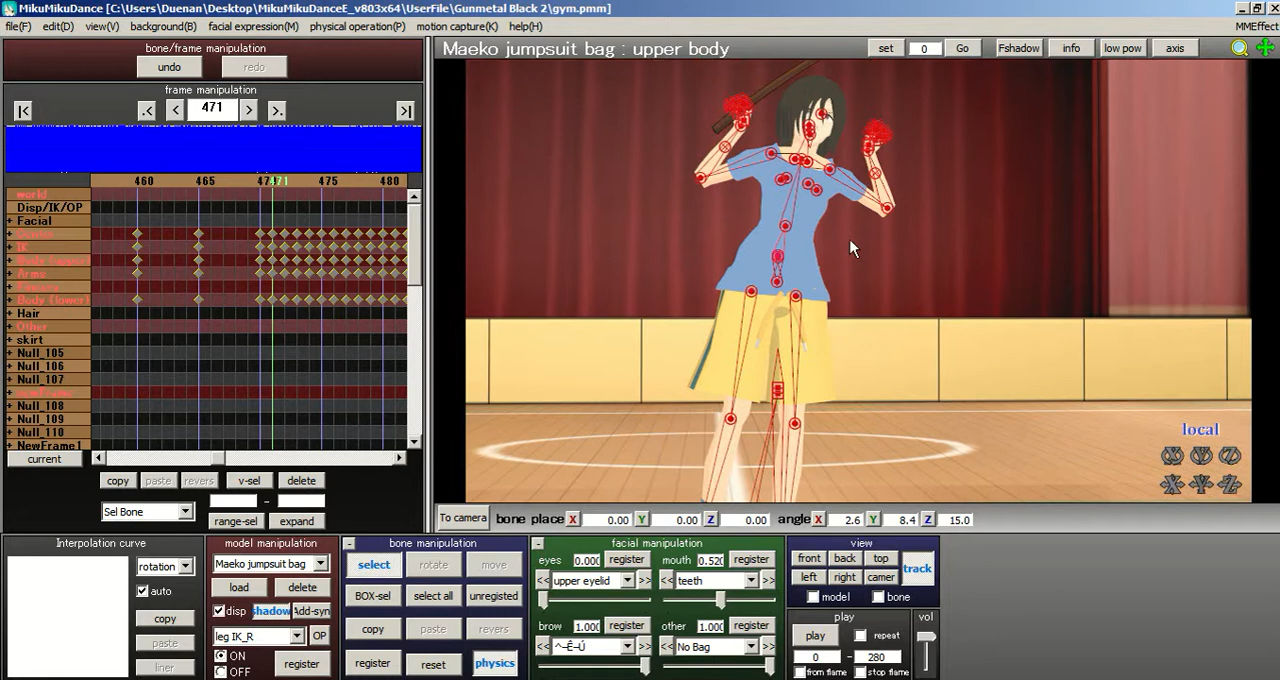 MikuMikuDance [C:\Users\Duenan\Desktop\MikuMikuDanceE_v803x64\UserFile\Gunmetal Black 2\gym.pmm]
file(F) edit(D) view(V) background(B) facial expression(M) physical operation(P) motion capture(K) help(H) MMEffect
bone/frame manipulation
undo redo
frame manipulation
471
460 465 471 475 480
world
Disp/IK/OP
+ Facial
+ IK
+ Arms
+ Body (lower)
+ Hair
+ Other
+ skirt
+ Null_105
+ Null_106
+ Null_107
+ Null_108
+ Null_109
+ Null_110
+ NewFrame1
current
copy paste revers v-sel delete
Sel Bone -
range-sel expand
Maeko jumpsuit bag : upper body set 0 Go Fshadow info low pow axis
local
X Y Z
X Y Z
To camera bone place X 0.00 Y 0.00 Z 0.00 angle X 2.6 Y 8.4 Z 15.0
Interpolation curve
rotation
auto
copy
paste
liner
model manipulation
Maeko jumpsuit bag
load delete
disp shadow Add-syn
leg IK_R OP
ON
OFF
register
- bone manipulation
select rotate move
BOX-sel select all unregisted
copy paste revers
register reset physics
- facial manipulation
eyes 0.000 register mouth 0.520 register
<< upper eyelid >> << teeth >>
brow 1.000 register other 1.000 register
<< ^-Ê-Ú >> << No Bag >>
view
front back top
left right camer track
model bone
play
play repeat
0 - 280
from flame stop flame
vol